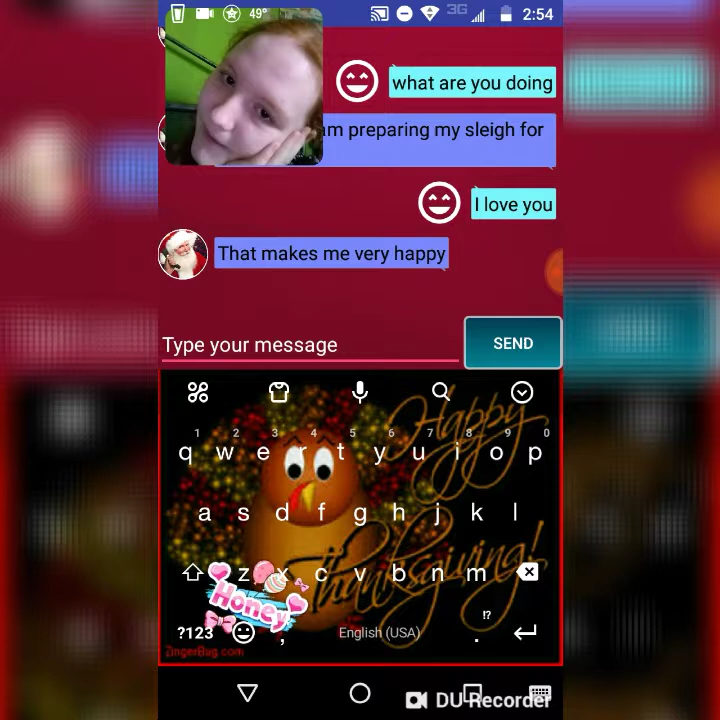 49° 3G 2:54
what are you doing
am preparing my sleigh for
I love you
That makes me very happy
Type your message
SEND
1 2 3 4 5 6 7 8 9 0
q w e r t y u i o p
a s d f g h j k l
z x c v b n m
Happy
Thanksgiving!
Honey
!?
?123 , English (USA) .
ZingerBug.com
DU Recorder